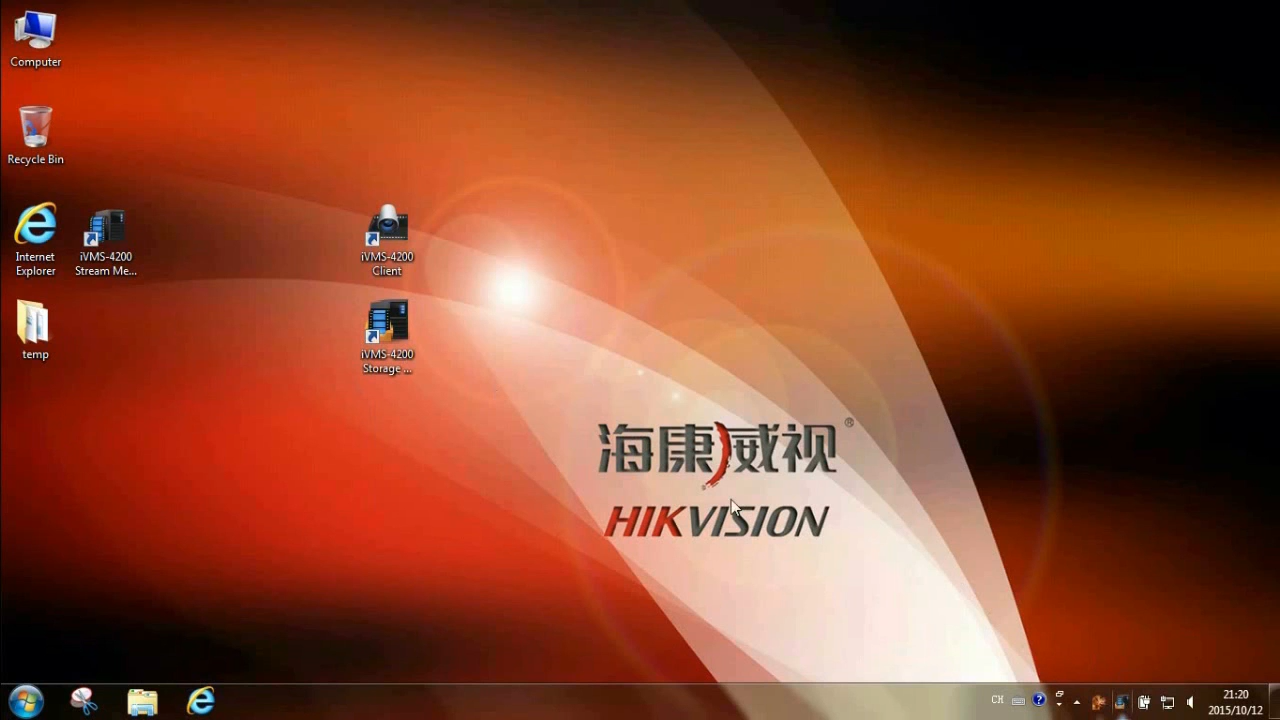 Computer
Recycle Bin
Internet
Explorer
iVMS-4200
Stream Me...
iVMS-4200
Client
temp
iVMS-4200
Storage ...
海康威视®
HIKVISION
CH
21:20
2015/10/12